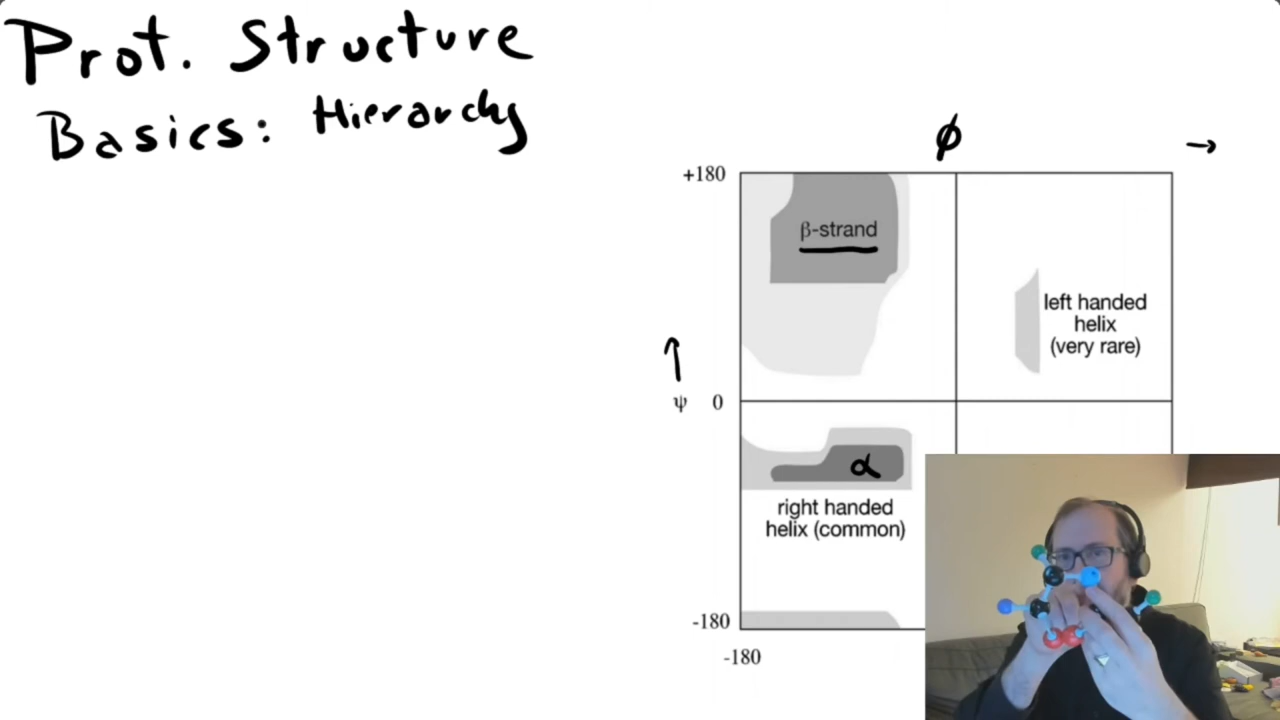 Prot. Structure
Basics: Hierarchy
ϕ →
+180
β-strand
left handed
helix
(very rare)
↑
ψ 0
α
right handed
helix (common)
-180
-180